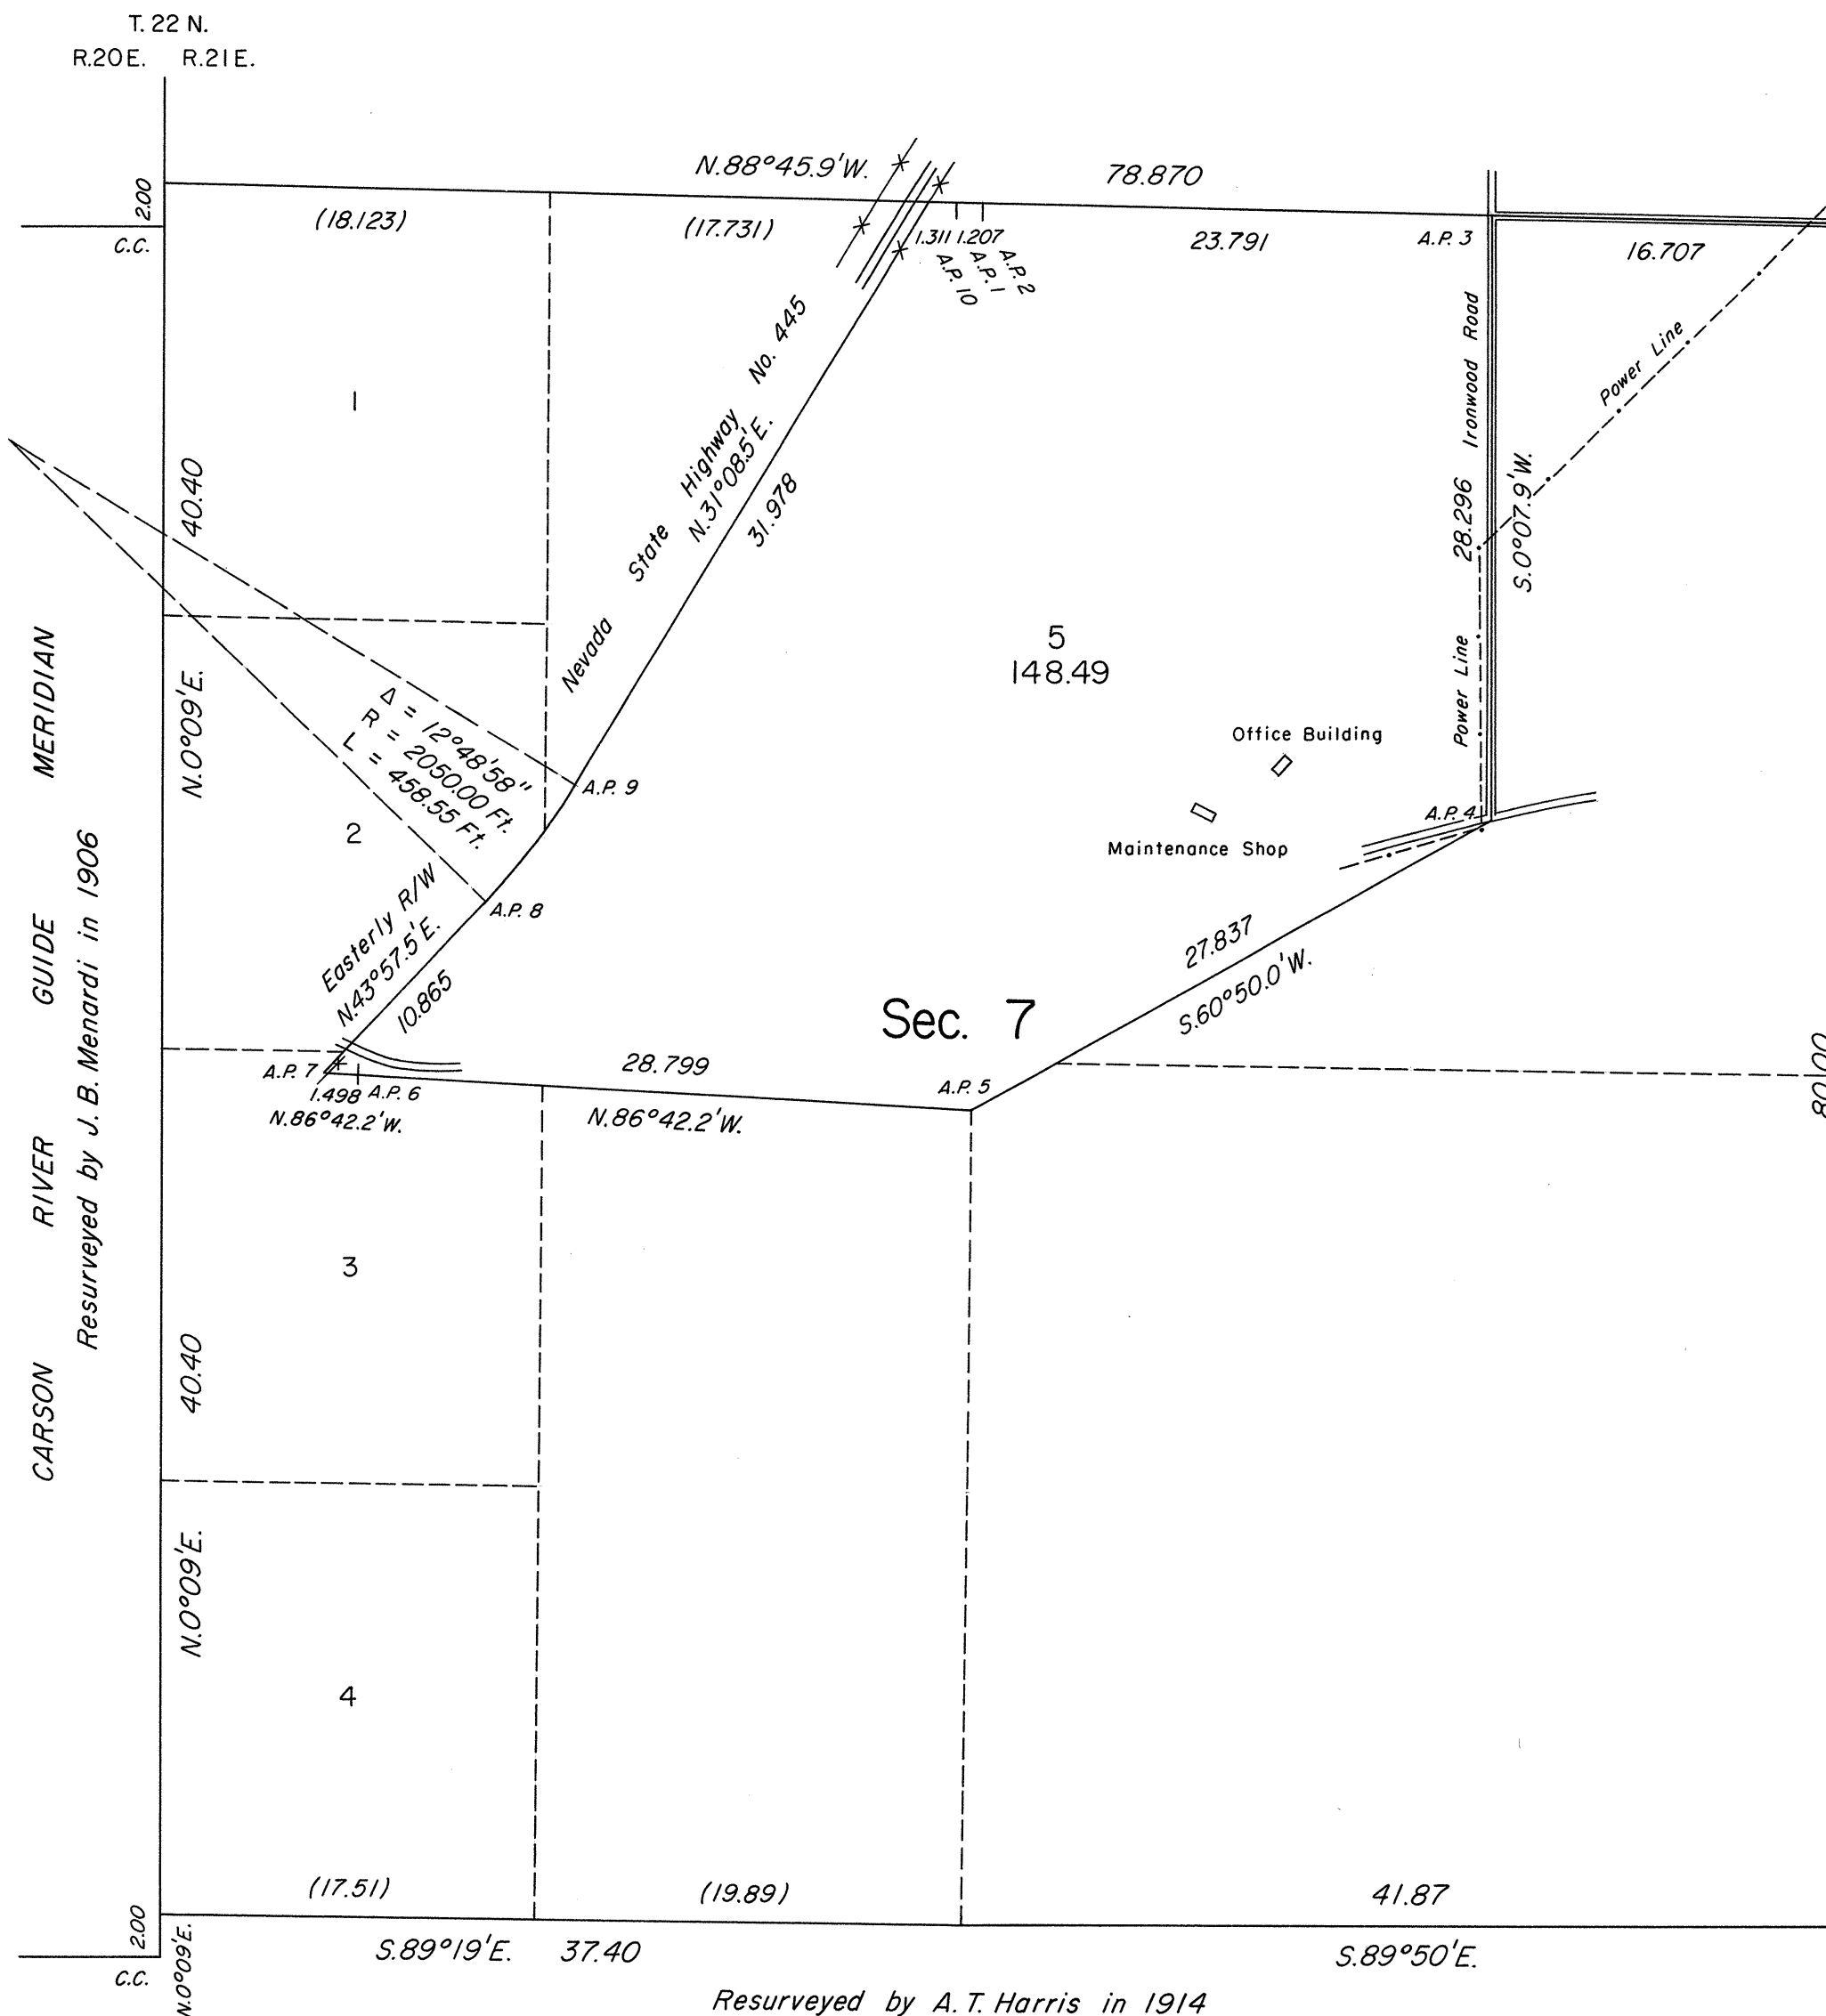 T. 22 N.
R.20E. R.21E.
N.88°45.9'W.
78.870
2.00
C.C.
(18.123)
(17.731)
1.311 1.207
A.P. 10
A.P. 1
A.P. 2
23.791
A.P. 3
16.707
Nevada State Highway No. 445
N.31°08.5'E.
31.978
Ironwood Road
28.296
S.0°07.9'W.
Power Line
Power Line
1
40.40
N.0°09'E.
5
148.49
Office Building
Maintenance Shop
Δ = 12°48'58"
R = 2050.00 Ft.
L = 458.55 Ft.
A.P. 9
2
A.P. 8
A.P. 4
Easterly R/W
N.43°57.5'E.
10.865
27.837
S.60°50.0'W.
Sec. 7
A.P. 7
1.498 A.P. 6
N.86°42.2'W.
28.799
N.86°42.2'W.
A.P. 5
80.00
CARSON RIVER GUIDE MERIDIAN
Resurveyed by J. B. Menardi in 1906
3
40.40
N.0°09'E.
4
(17.51)
(19.89)
41.87
2.00
C.C.
N.0°09'E.
S.89°19'E. 37.40
S.89°50'E.
Resurveyed by A. T. Harris in 1914